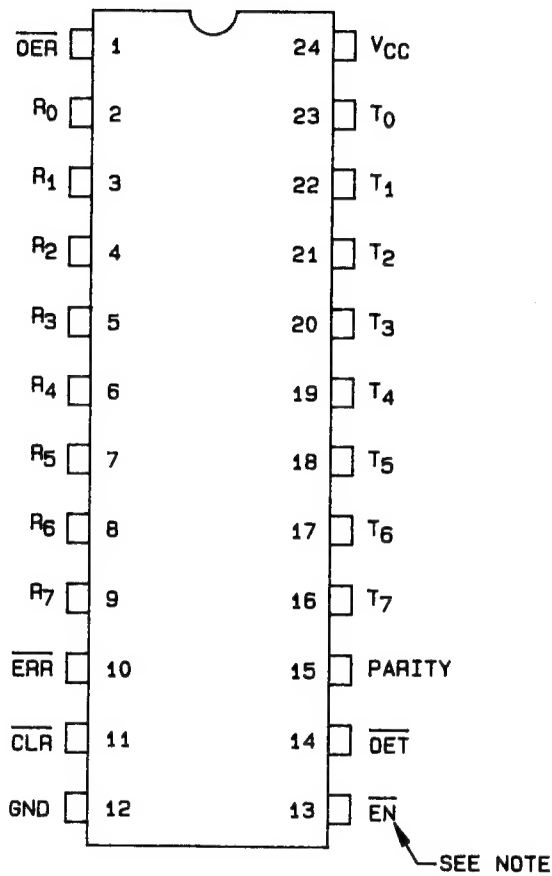 OER 1 24 VCC
R0 2 23 T0
R1 3 22 T1
R2 4 21 T2
R3 5 20 T3
R4 6 19 T4
R5 7 18 T5
R6 8 17 T6
R7 9 16 T7
ERR 10 15 PARITY
CLR 11 14 OET
GND 12 13 EN
SEE NOTE